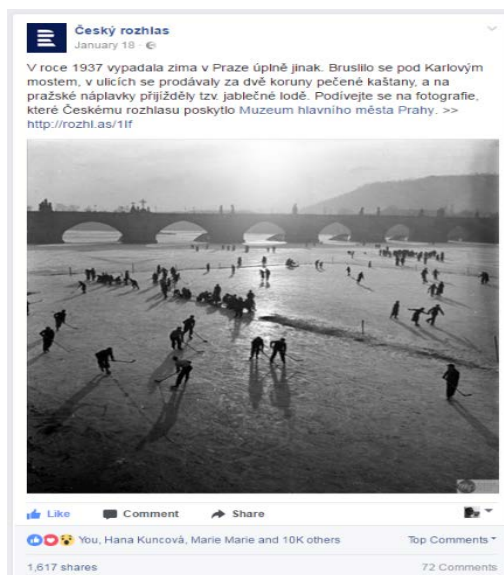 Český rozhlas
January 18 ·
V roce 1937 vypadala zima v Praze úplně jinak. Bruslilo se pod Karlovým
mostem, v ulicích se prodávaly za dvě koruny pečené kaštany, a na
pražské náplavky přijížděly tzv. jablečné lodě. Podívejte se na fotografie,
které Českému rozhlasu poskytlo Muzeum hlavního města Prahy. >>
http://rozhl.as/1If
Like Comment Share
You, Hana Kuncová, Marie Marie and 10K others Top Comments
1,617 shares 72 Comments